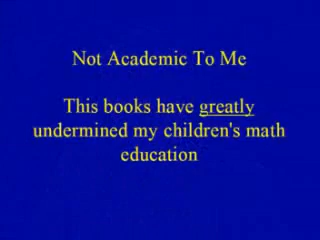 Not Academic To Me
This books have greatly
undermined my children's math
education